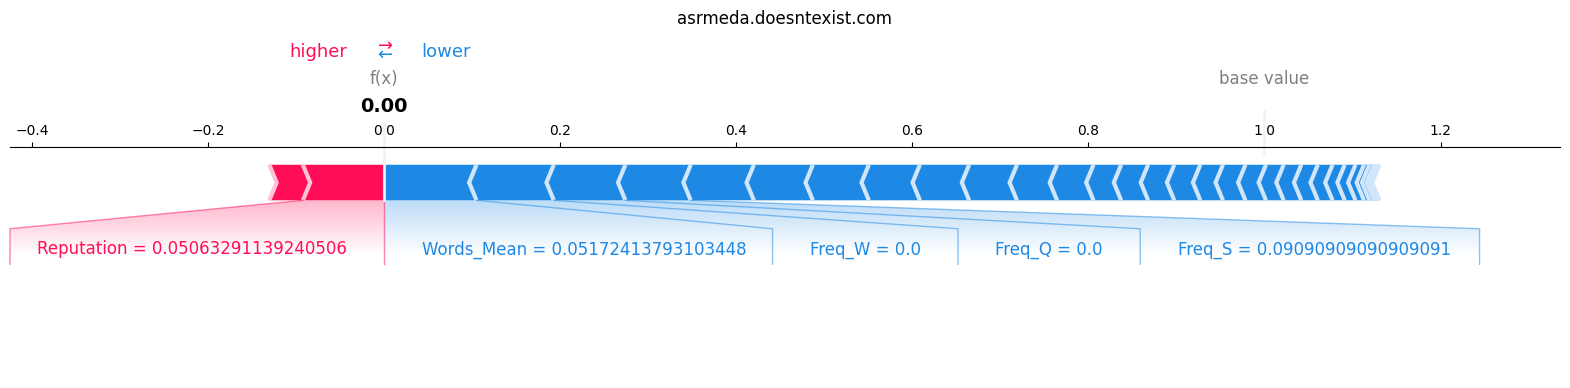 asrmeda.doesntexist.com
higher ⇄ lower
f(x) base value
0.00
−0.4 −0.2 0.0 0.2 0.4 0.6 0.8 1.0 1.2
Reputation = 0.05063291139240506 Words_Mean = 0.05172413793103448 Freq_W = 0.0 Freq_Q = 0.0 Freq_S = 0.09090909090909091